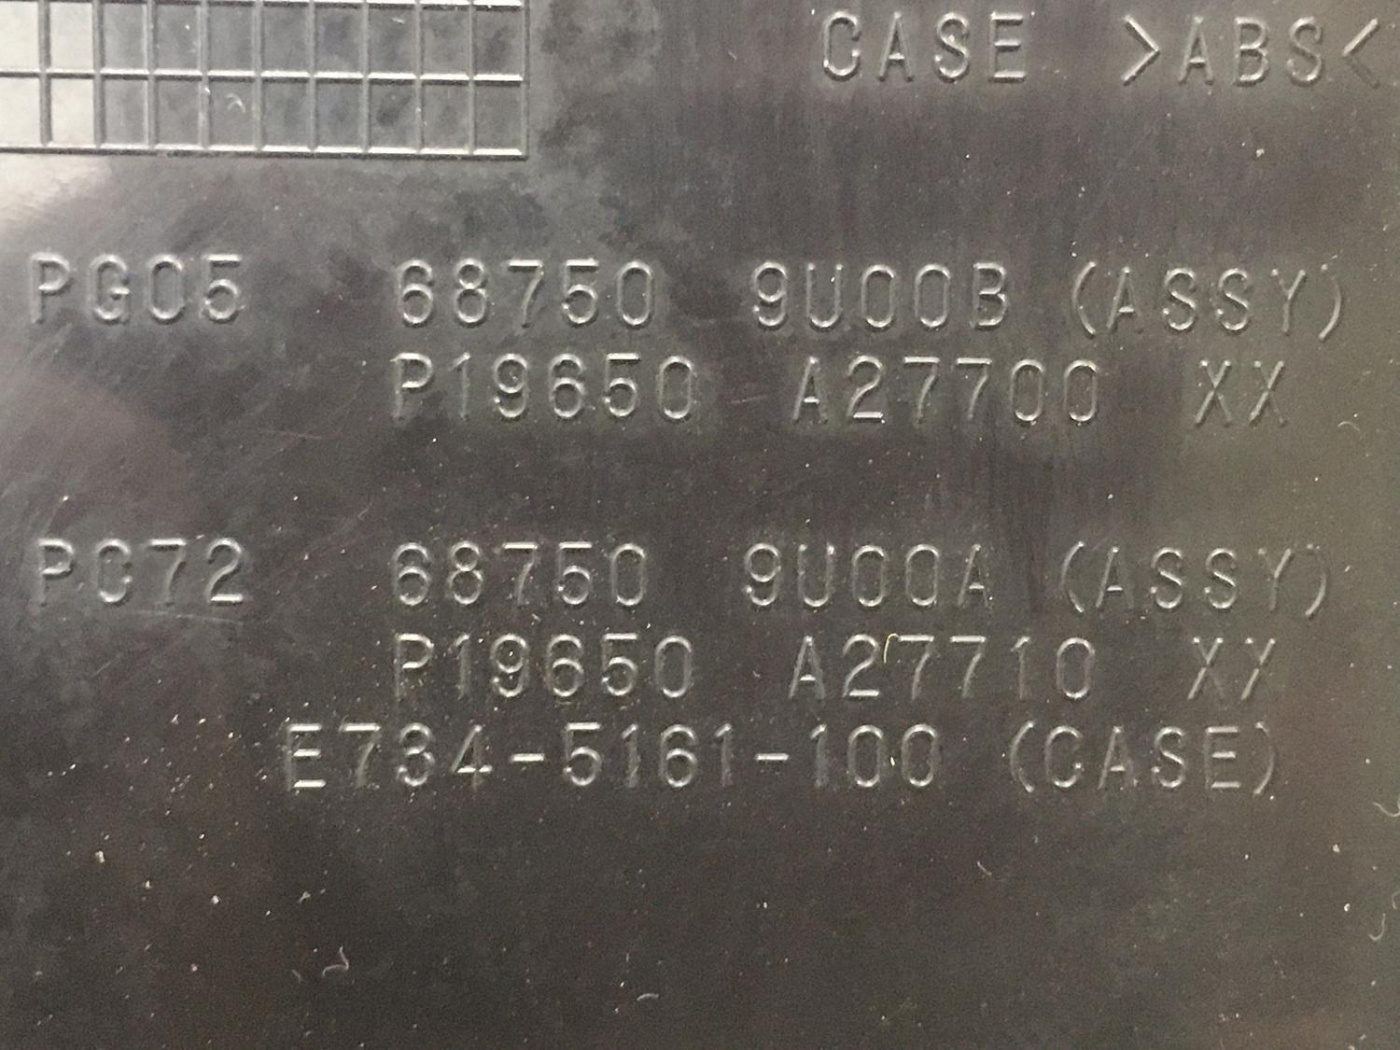 CASE >ABS<
PG05 68750 9U00B (ASSY)
P19650 A27700 XX
PC72 68750 9U00A (ASSY)
P19650 A27710 XX
E734-5161-100 (CASE)